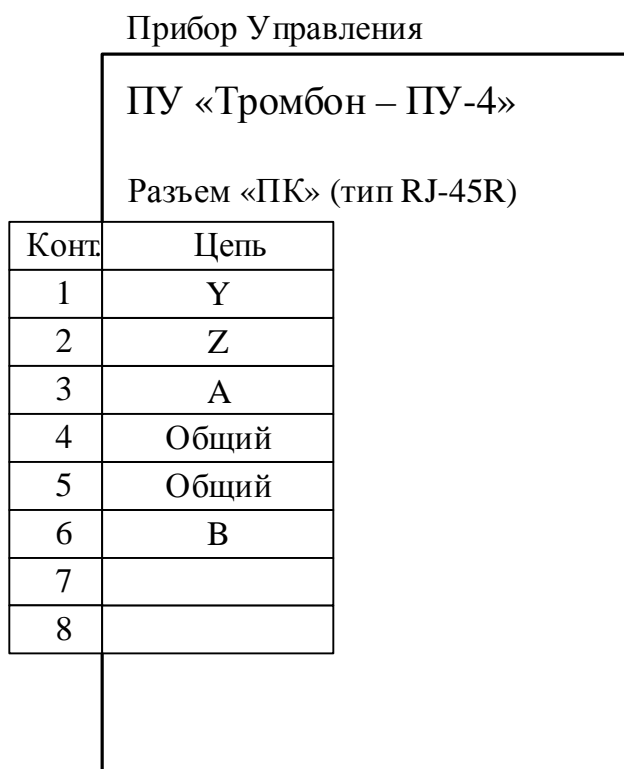 Прибор Управления
ПУ «Тромбон – ПУ-4»
Разъем «ПК» (тип RJ-45R)
Конт. Цепь
1 Y
2 Z
3 A
4 Общий
5 Общий
6 B
7
8